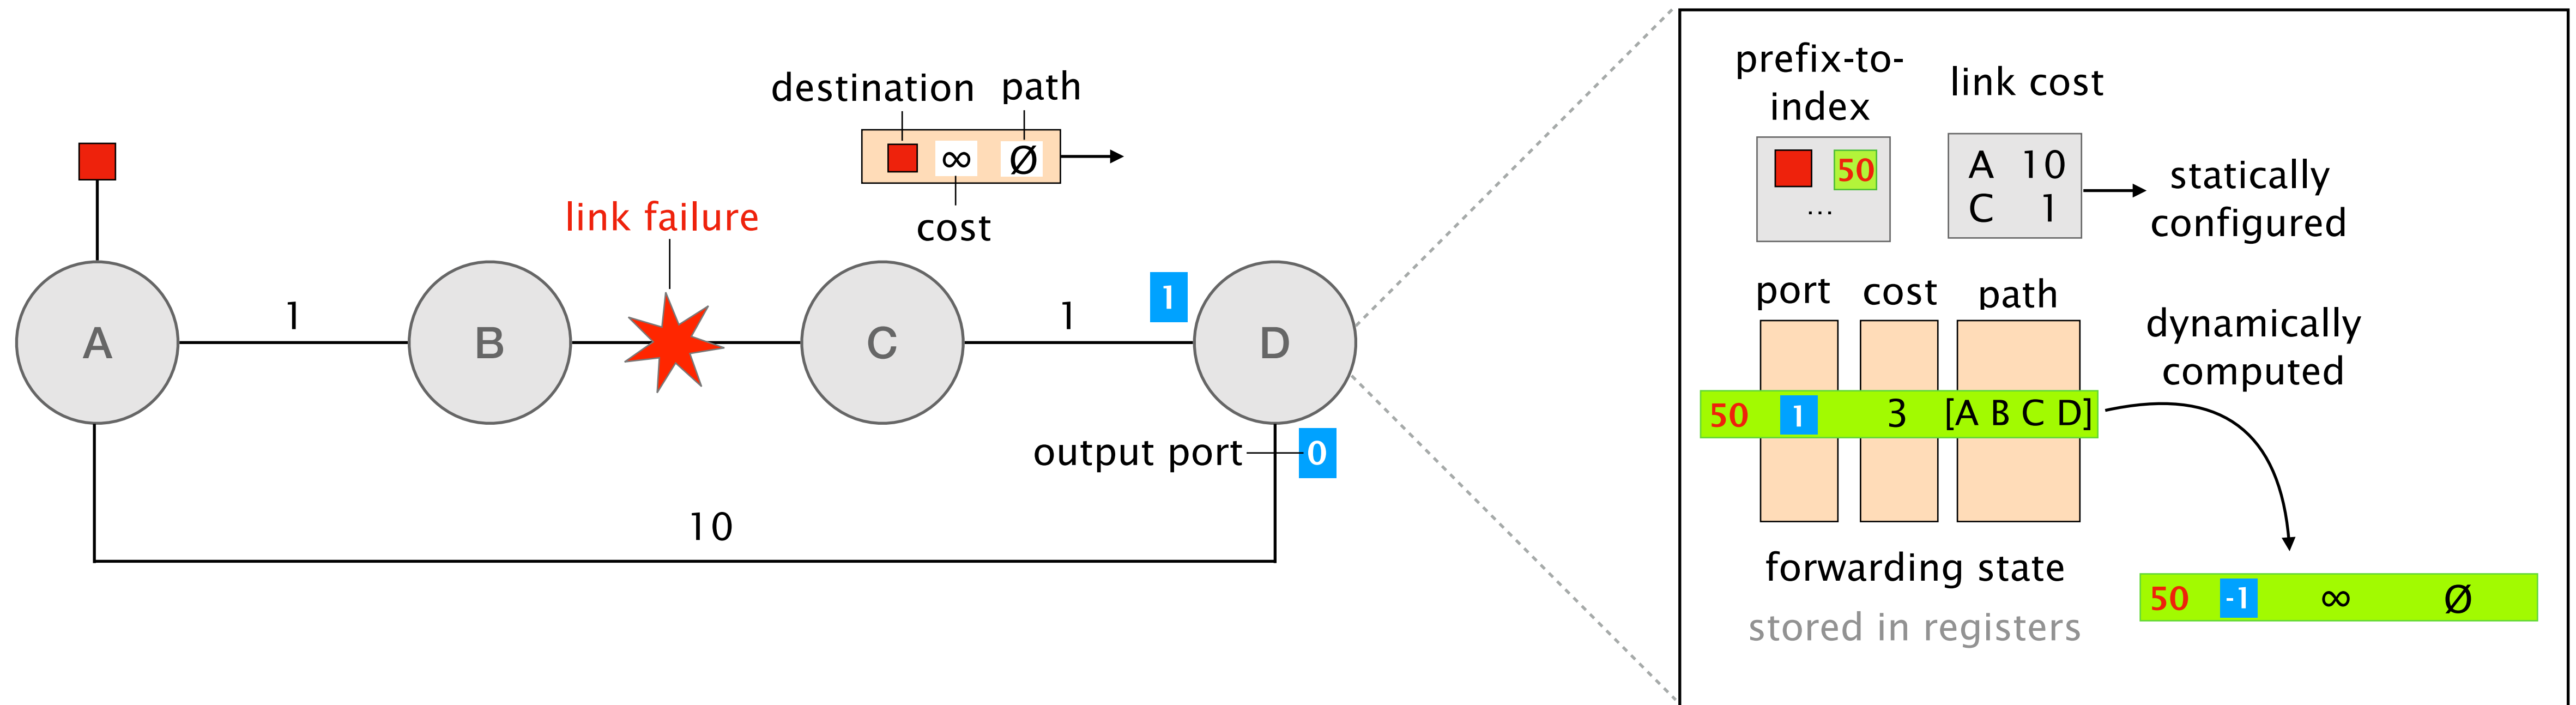 destination path
∞ Ø
cost
link failure
A
1
B
C
1
1
D
output port
0
10
prefix-to-
index
50
...
link cost
A 10
C 1
statically
configured
port cost path
50 1 3 [A B C D]
dynamically
computed
forwarding state
stored in registers
50 -1 ∞ Ø